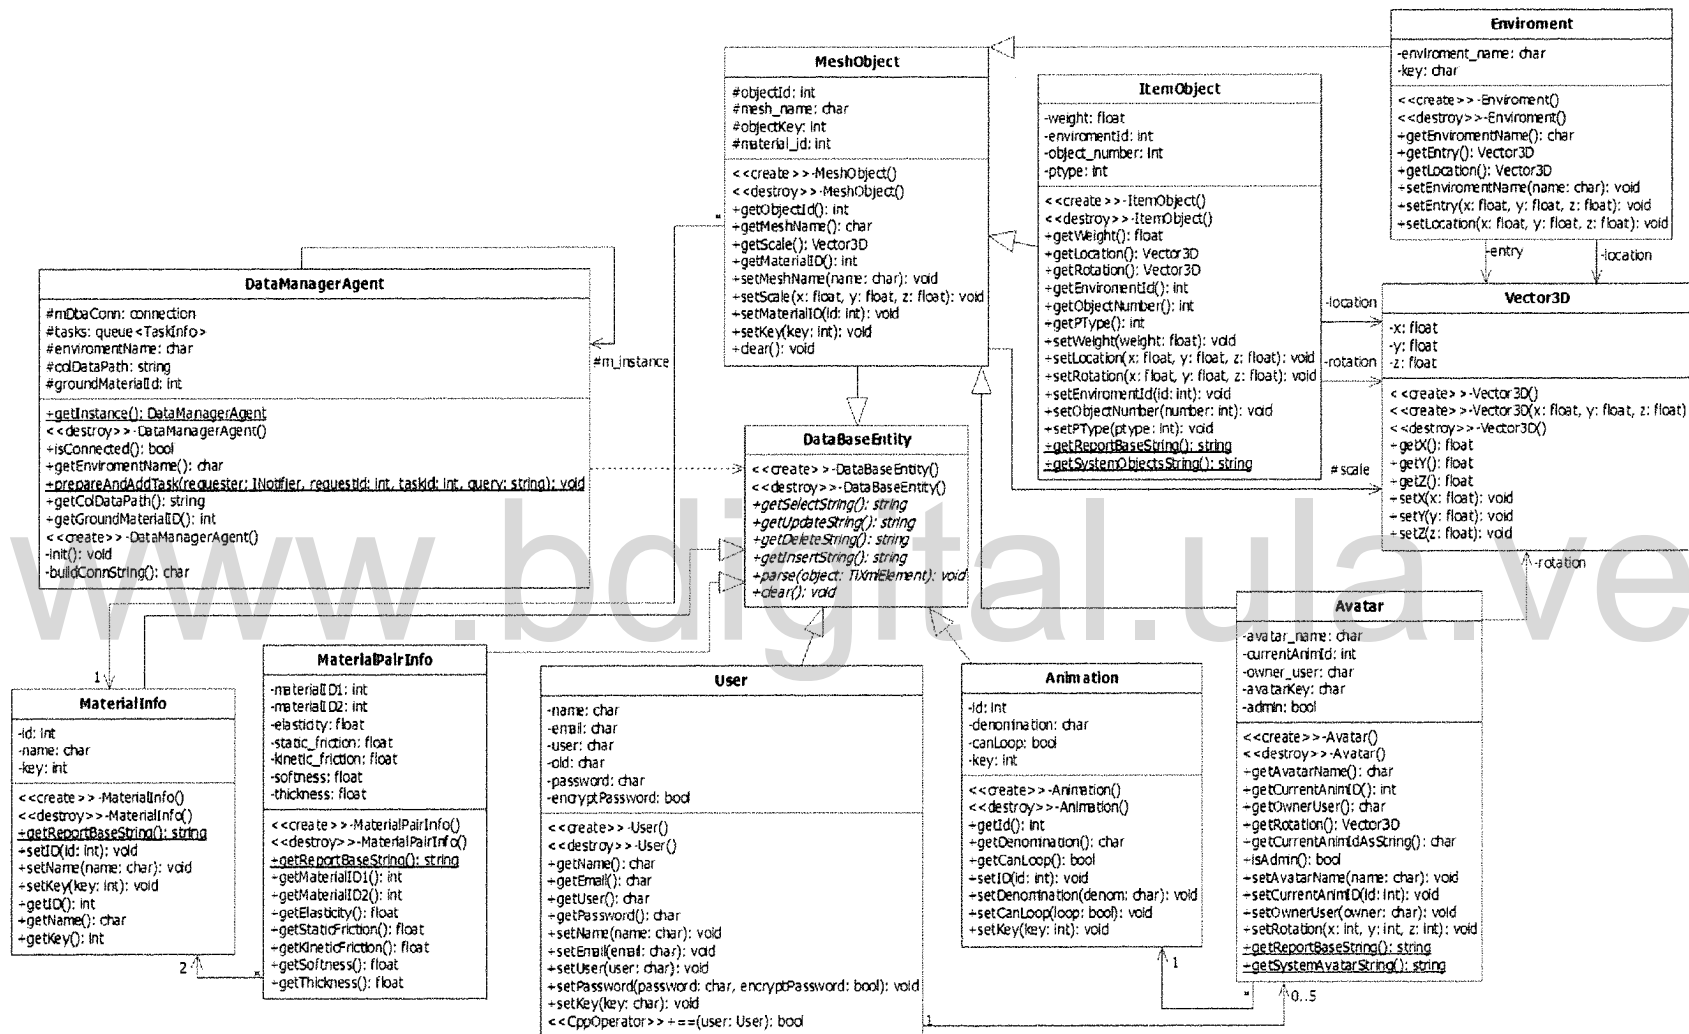 Enviroment
-enviroment_name: char
-key: char
<<create>>-Enviroment()
<<destroy>>-Enviroment()
+getEnviromentName(): char
+getEntry(): Vector3D
+getLocation(): Vector3D
+setEnviromentName(name: char): void
+setEntry(x: float, y: float, z: float): void
+setLocation(x: float, y: float, z: float): void
MeshObject
#objectId: int
#mesh_name: char
#objectKey: int
#material_id: int
<<create>>-MeshObject()
<<destroy>>-MeshObject()
+getObjectId(): int
+getMeshName(): char
+getScale(): Vector3D
+getMaterialID(): int
+setMeshName(name: char): void
+setScale(x: float, y: float, z: float): void
+setMaterialID(id: int): void
+setKey(key: int): void
+clear(): void
*
ItemObject
-weight: float
-enviromentId: int
-object_number: int
-ptype: int
<<create>>-ItemObject()
<<destroy>>-ItemObject()
+getWeight(): float
+getLocation(): Vector3D
+getRotation(): Vector3D
+getEnviromentId(): int
+getObjectNumber(): int
+getPType(): int
+setWeight(weight: float): void
+setLocation(x: float, y: float, z: float): void
+setRotation(x: float, y: float, z: float): void
+setEnviromentId(id: int): void
+setObjectNumber(number: int): void
+setPType(ptype: int): void
+getReportBaseString(): string
+getSystemObjectsString(): string
-entry
-location
-location
-rotation
#scale
Vector3D
-x: float
-y: float
-z: float
<<create>>-Vector3D()
<<create>>-Vector3D(x: float, y: float, z: float)
<<destroy>>-Vector3D()
+getX(): float
+getY(): float
+getZ(): float
+setX(x: float): void
+setY(y: float): void
+setZ(z: float): void
-rotation
DataManagerAgent
#mDbaConn: connection
#tasks: queue<TaskInfo>
#enviromentName: char
#colDataPath: string
#groundMaterialId: int
+getInstance(): DataManagerAgent
<<destroy>>-DataManagerAgent()
+isConnected(): bool
+getEnviromentName(): char
+prepareAndAddTask(requester: INotifier, requestId: int, taskId: int, query: string): void
+getColDataPath(): string
+getGroundMaterialID(): int
<<create>>-DataManagerAgent()
-init(): void
-buildConnString(): char
#m_instance
DataBaseEntity
<<create>>-DataBaseEntity()
<<destroy>>-DataBaseEntity()
+getSelectString(): string
+getUpdateString(): string
+getDeleteString(): string
+getInsertString(): string
+parse(object: TiXmlElement): void
+clear(): void
www.bdigital.ula.ve
1
MaterialInfo
-id: int
-name: char
-key: int
<<create>>-MaterialInfo()
<<destroy>>-MaterialInfo()
+getReportBaseString(): string
+setID(id: int): void
+setName(name: char): void
+setKey(key: int): void
+getID(): int
+getName(): char
+getKey(): int
2
*
MaterialPairInfo
-materialID1: int
-materialID2: int
-elasticity: float
-static_friction: float
-kinetic_friction: float
-softness: float
-thickness: float
<<create>>-MaterialPairInfo()
<<destroy>>-MaterialPairInfo()
+getReportBaseString(): string
+getMaterialID1(): int
+getMaterialID2(): int
+getElasticity(): float
+getStaticFriction(): float
+getKineticFriction(): float
+getSoftness(): float
+getThickness(): float
User
-name: char
-email: char
-user: char
-old: char
-password: char
-encryptPassword: bool
<<create>>-User()
<<destroy>>-User()
+getName(): char
+getEmail(): char
+getUser(): char
+getPassword(): char
+setName(name: char): void
+setEmail(email: char): void
+setUser(user: char): void
+setPassword(password: char, encryptPassword: bool): void
+setKey(key: char): void
<<CppOperator>>+==(user: User): bool
1
Animation
-id: int
-denomination: char
-canLoop: bool
-key: int
<<create>>-Animation()
<<destroy>>-Animation()
+getId(): int
+getDenomination(): char
+getCanLoop(): bool
+setID(id: int): void
+setDenomination(denom: char): void
+setCanLoop(loop: bool): void
+setKey(key: int): void
1
Avatar
-avatar_name: char
-currentAnimId: int
-owner_user: char
-avatarKey: char
-admin: bool
<<create>>-Avatar()
<<destroy>>-Avatar()
+getAvatarName(): char
+getCurrentAnimID(): int
+getOwnerUser(): char
+getRotation(): Vector3D
+getCurrentAnimIdAsString(): char
+isAdmin(): bool
+setAvatarName(name: char): void
+setCurrentAnimID(id: int): void
+setOwnerUser(owner: char): void
+setRotation(x: int, y: int, z: int): void
+getReportBaseString(): string
+getSystemAvatarString(): string
*
0..5